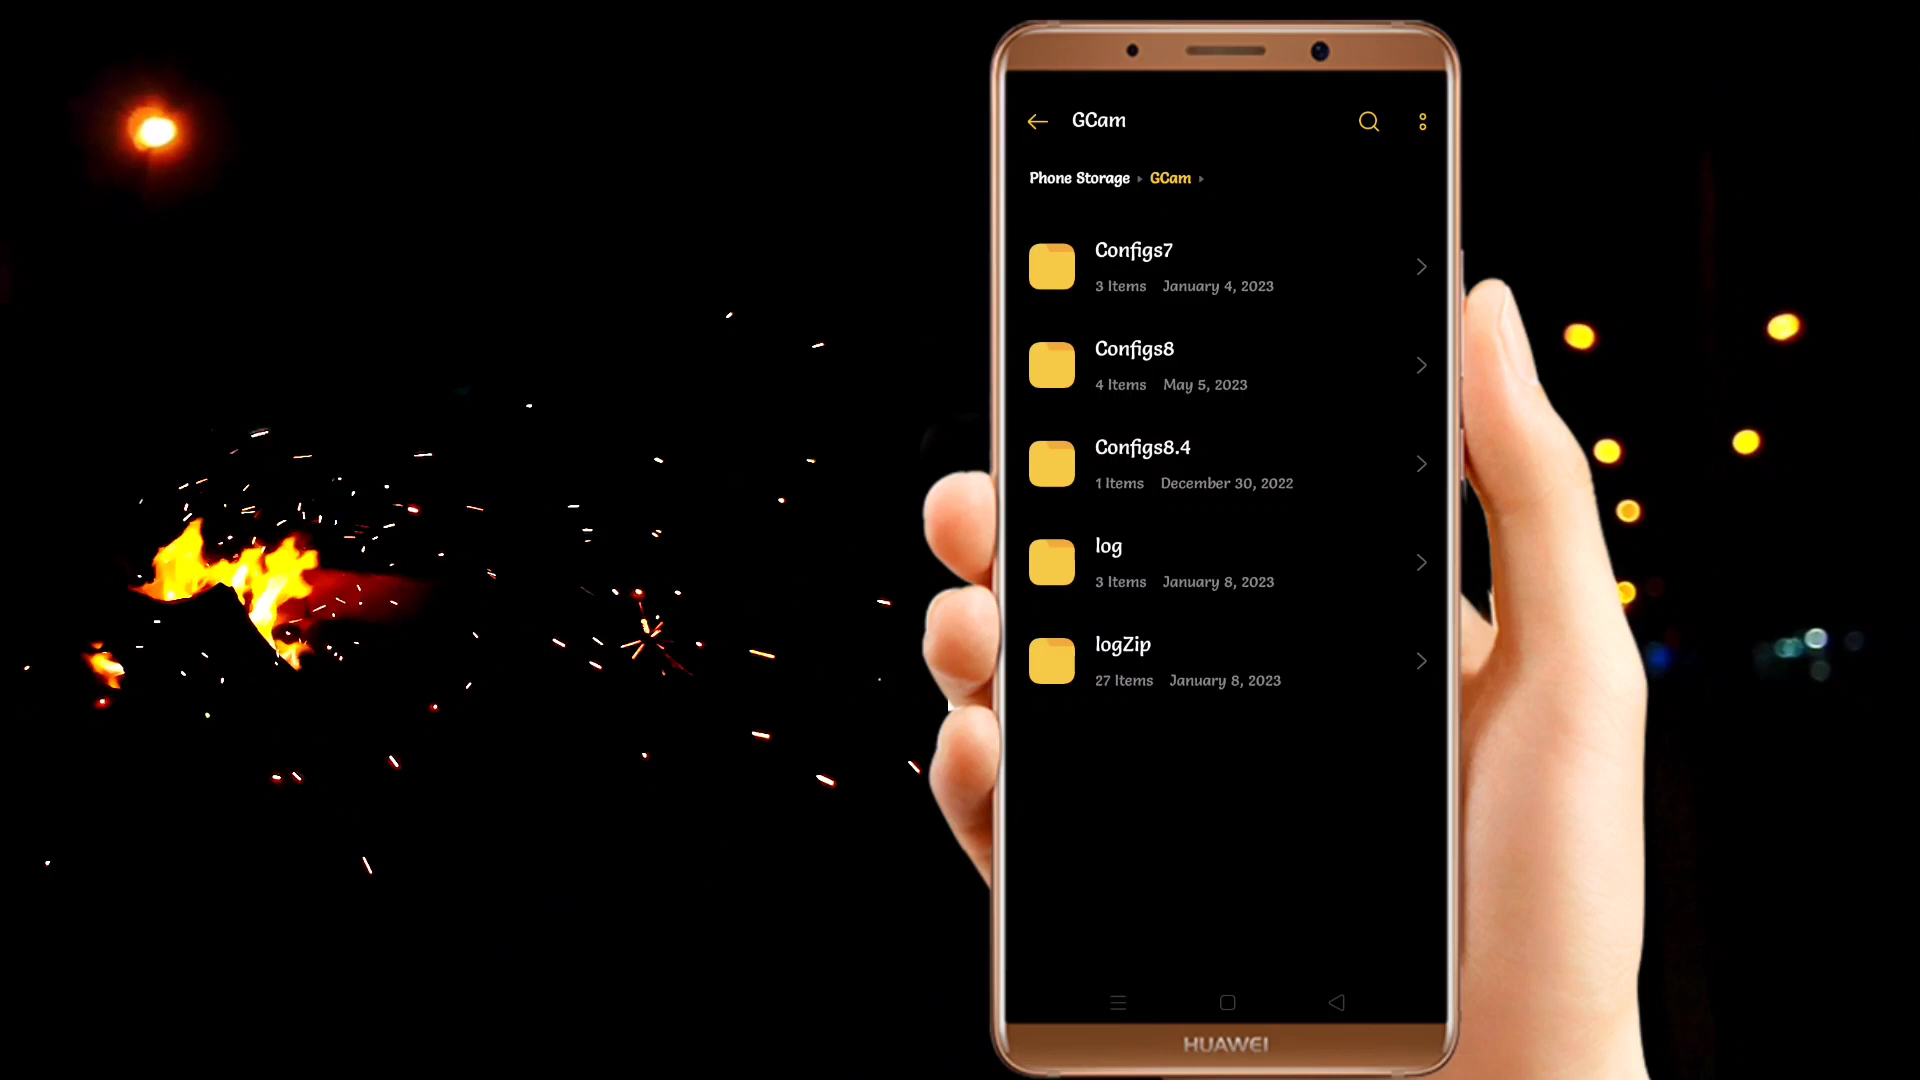 GCam
Phone Storage ▸ GCam ▸
Configs7
3 Items January 4, 2023
Configs8
4 Items May 5, 2023
Configs8.4
1 Items December 30, 2022
log
3 Items January 8, 2023
logZip
27 Items January 8, 2023
HUAWEI